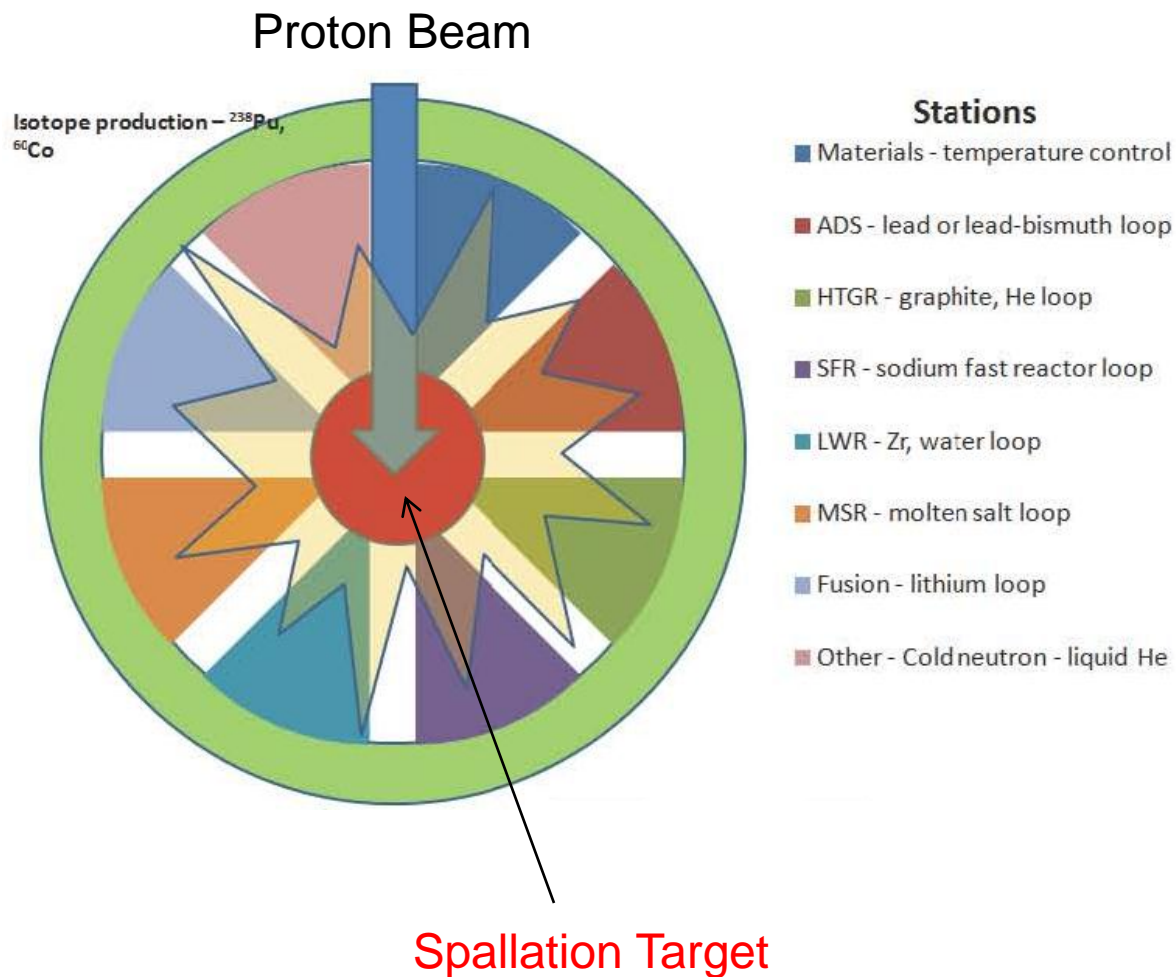 Proton Beam
Isotope production – ²³⁸Pu,
⁶⁰Co
Stations
Materials - temperature control
ADS - lead or lead-bismuth loop
HTGR - graphite, He loop
SFR - sodium fast reactor loop
LWR - Zr, water loop
MSR - molten salt loop
Fusion - lithium loop
Other - Cold neutron - liquid He
Spallation Target